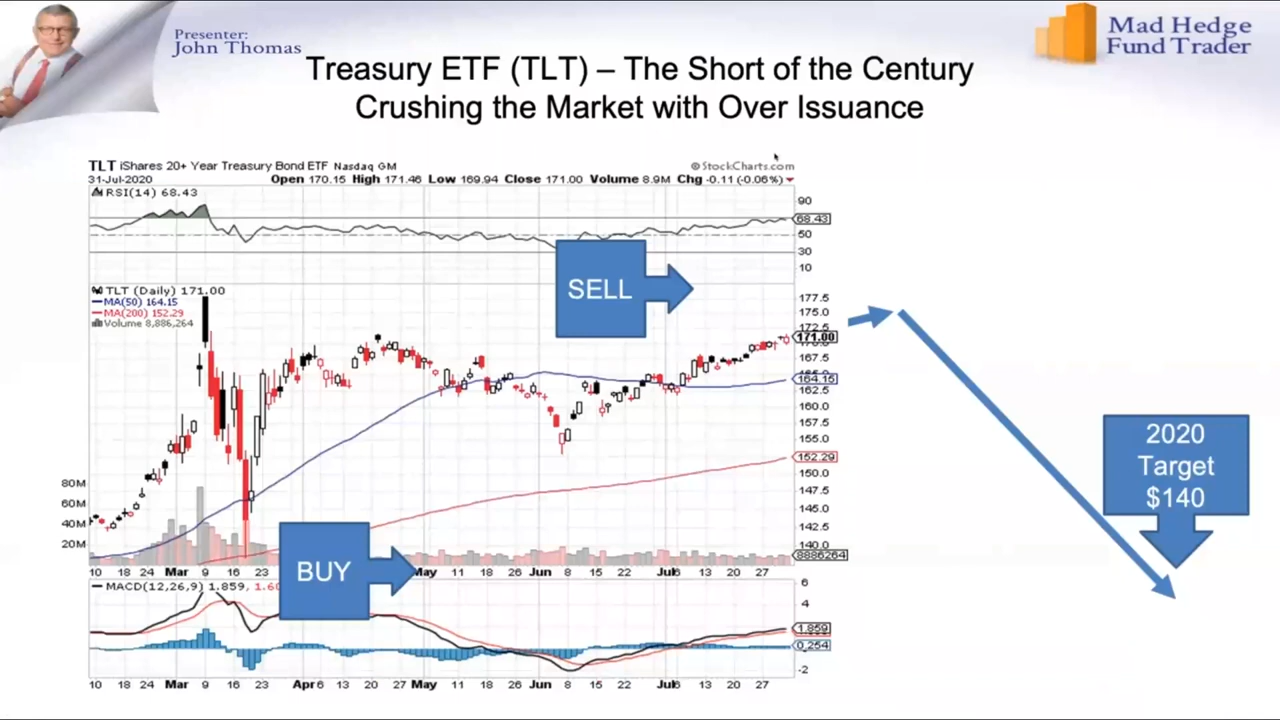 Presenter:
John Thomas
Mad Hedge
Fund Trader
Treasury ETF (TLT) – The Short of the Century
Crushing the Market with Over Issuance
TLT iShares 20+ Year Treasury Bond ETF Nasdaq GM
© StockCharts.com
31-Jul-2020
Open 170.15 High 171.46 Low 169.94 Close 171.00 Volume 8.9M Chg -0.11 (-0.06%)
RSI(14) 68.43
90
68.43
50
30
10
SELL
TLT (Daily) 171.00
MA(50) 164.15
MA(200) 152.29
Volume 8,886,264
177.5
175.0
172.5
171.00
167.5
164.15
162.5
160.0
157.5
155.0
152.29
150.0
147.5
145.0
142.5
140.0
8886264
80M
60M
40M
20M
2020
Target
$140
BUY
10 18 24 Mar 9 16 23 May 11 18 26 Jun 8 15 22 Jul 6 13 20 27
MACD(12,26,9) 1.859,
6
4
1.859
0.254
-2
10 18 24 Mar 9 16 23 Apr 6 13 20 27 May 11 18 26 Jun 8 15 22 Jul 6 13 20 27